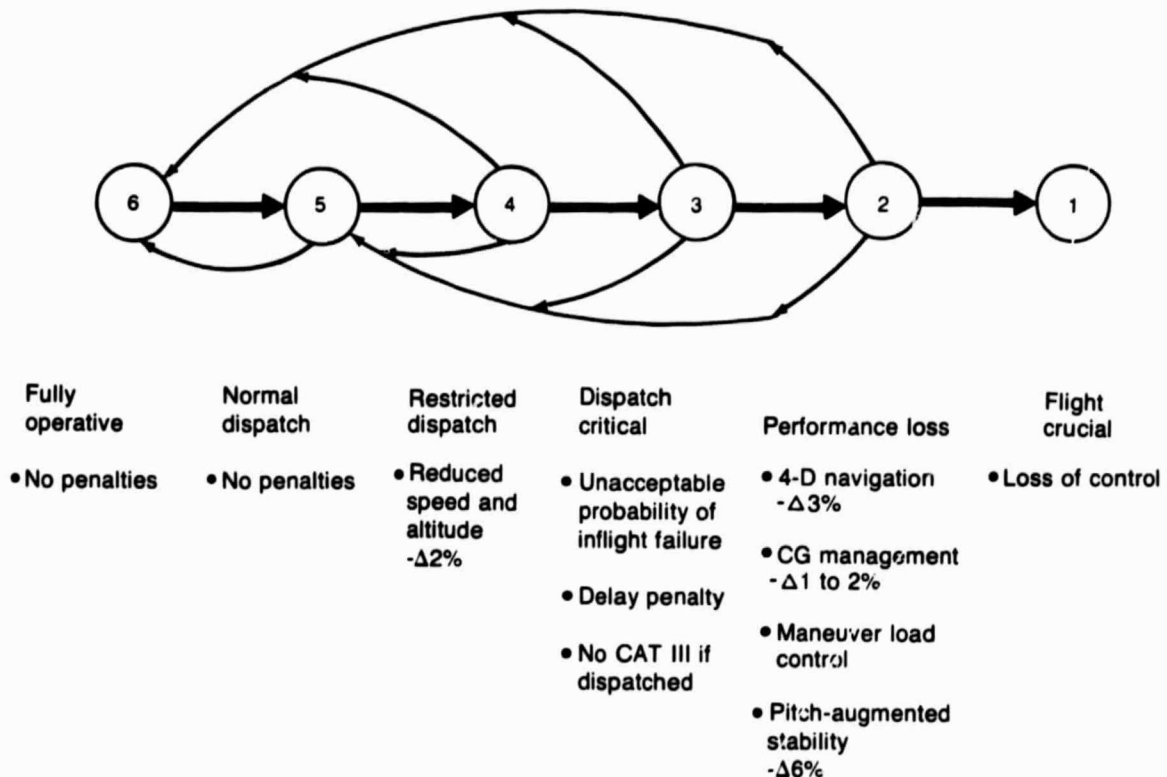 6
5
4
3
2
1
Fully
operative
• No penalties
Normal
dispatch
• No penalties
Restricted
dispatch
• Reduced
speed and
altitude
-Δ2%
Dispatch
critical
• Unacceptable
probability of
inflight failure
• Delay penalty
• No CAT III if
dispatched
Performance loss
• 4-D navigation
-Δ3%
• CG management
-Δ1 to 2%
• Maneuver load
control
• Pitch-augmented
stability
-Δ6%
Flight
crucial
• Loss of control